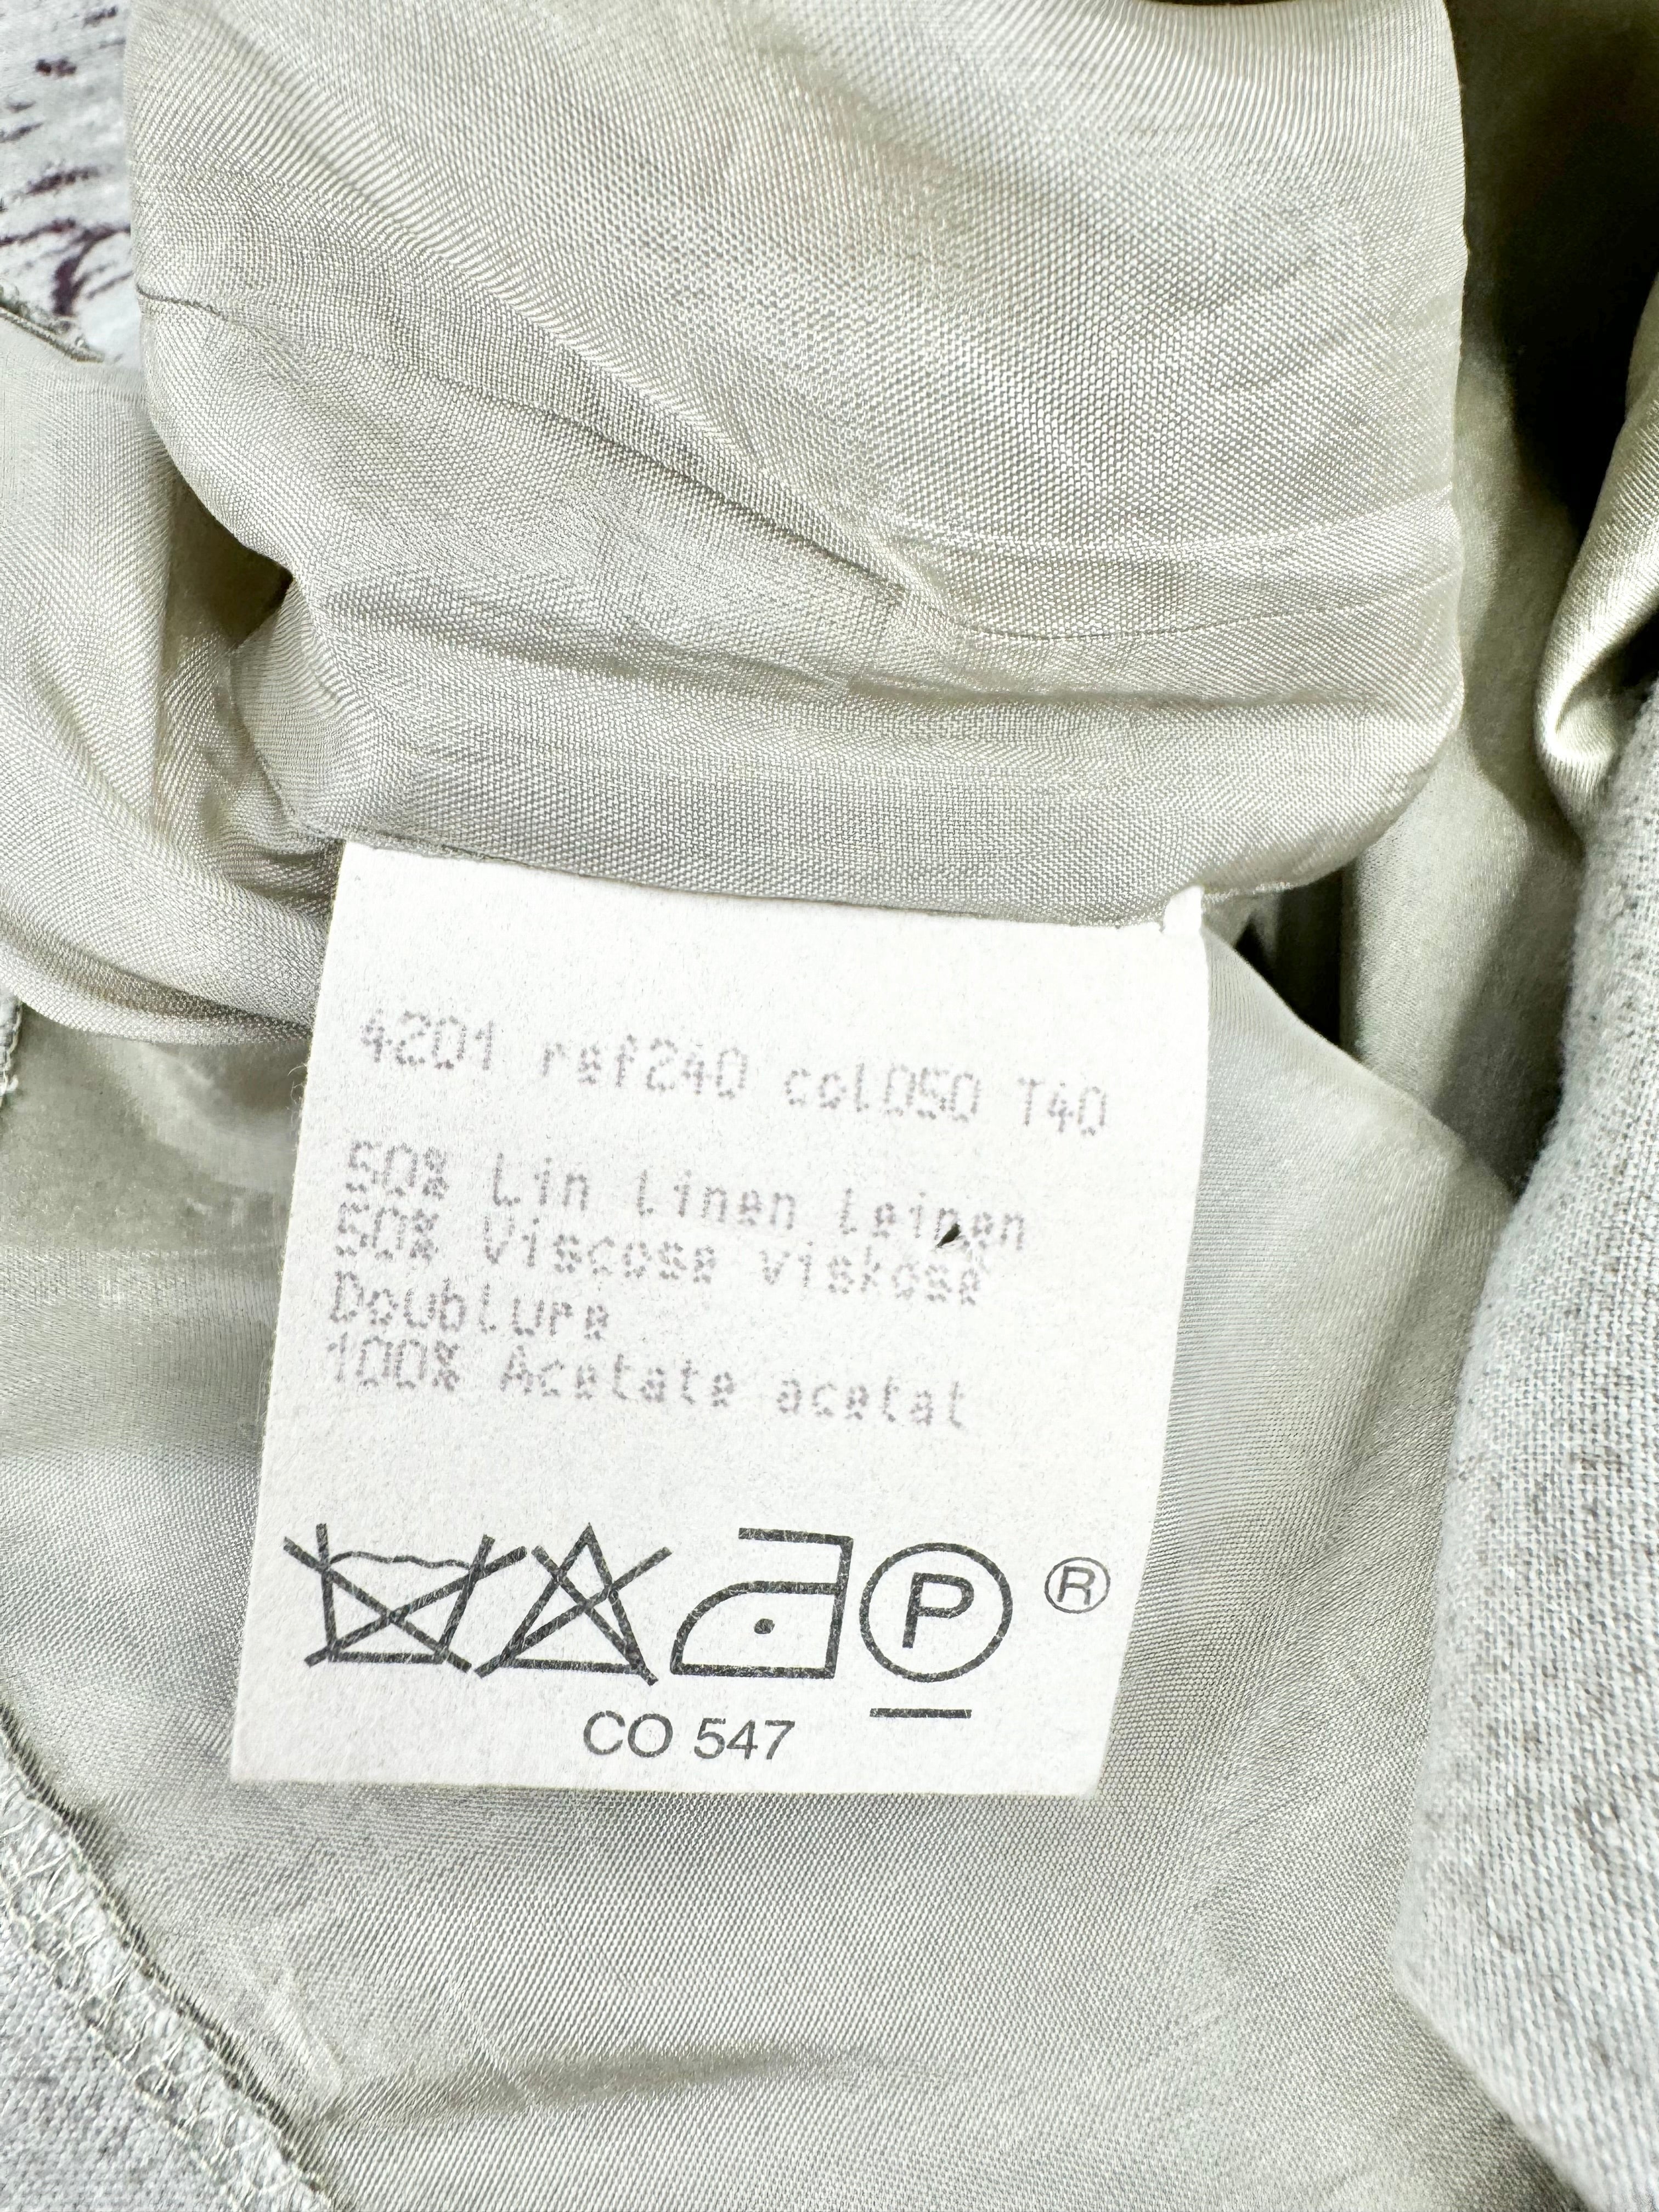 4201 ref240 col050 T40
50% Lin linen Leinen
50% Viscose viskose
Doublure
100% Acetate acetat
P ®
CO 547